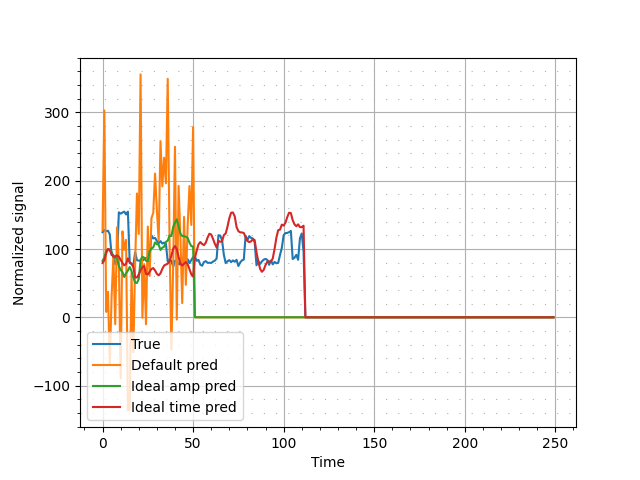 300
200
100
0
−100
Normalized signal
True
Default pred
Ideal amp pred
Ideal time pred
0
50
100
150
200
250
Time